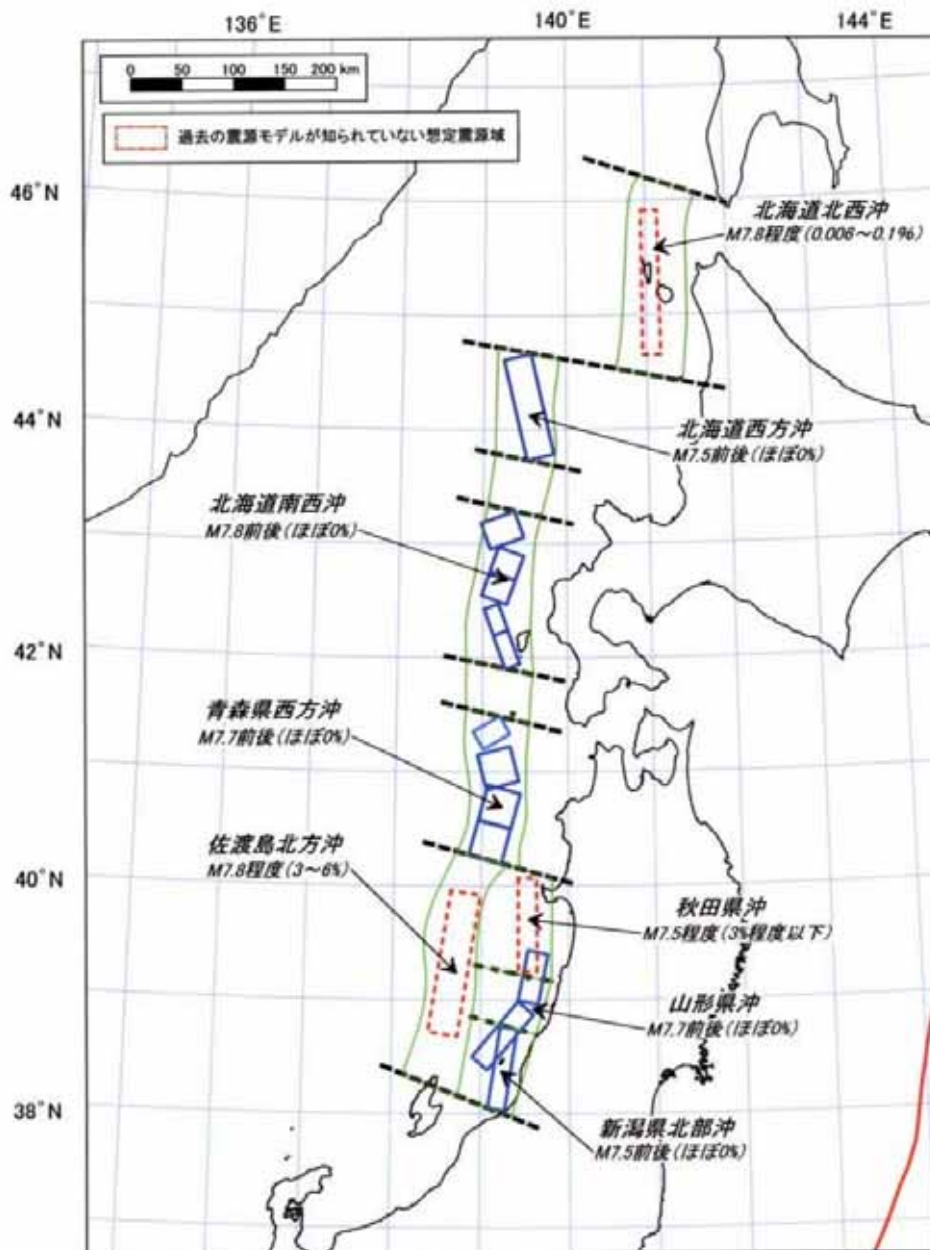 136°E
140°E
144°E
0 50 100 150 200 km
過去の震源モデルが知られていない想定震源域
46°N
北海道北西沖
M7.8程度(0.006～0.1%)
44°N
北海道西方沖
M7.5前後(ほぼ0%)
北海道南西沖
M7.8前後(ほぼ0%)
42°N
青森県西方沖
M7.7前後(ほぼ0%)
佐渡島北方沖
M7.8程度(3～6%)
40°N
秋田県沖
M7.5程度(3%程度以下)
山形県沖
M7.7前後(ほぼ0%)
38°N
新潟県北部沖
M7.5前後(ほぼ0%)